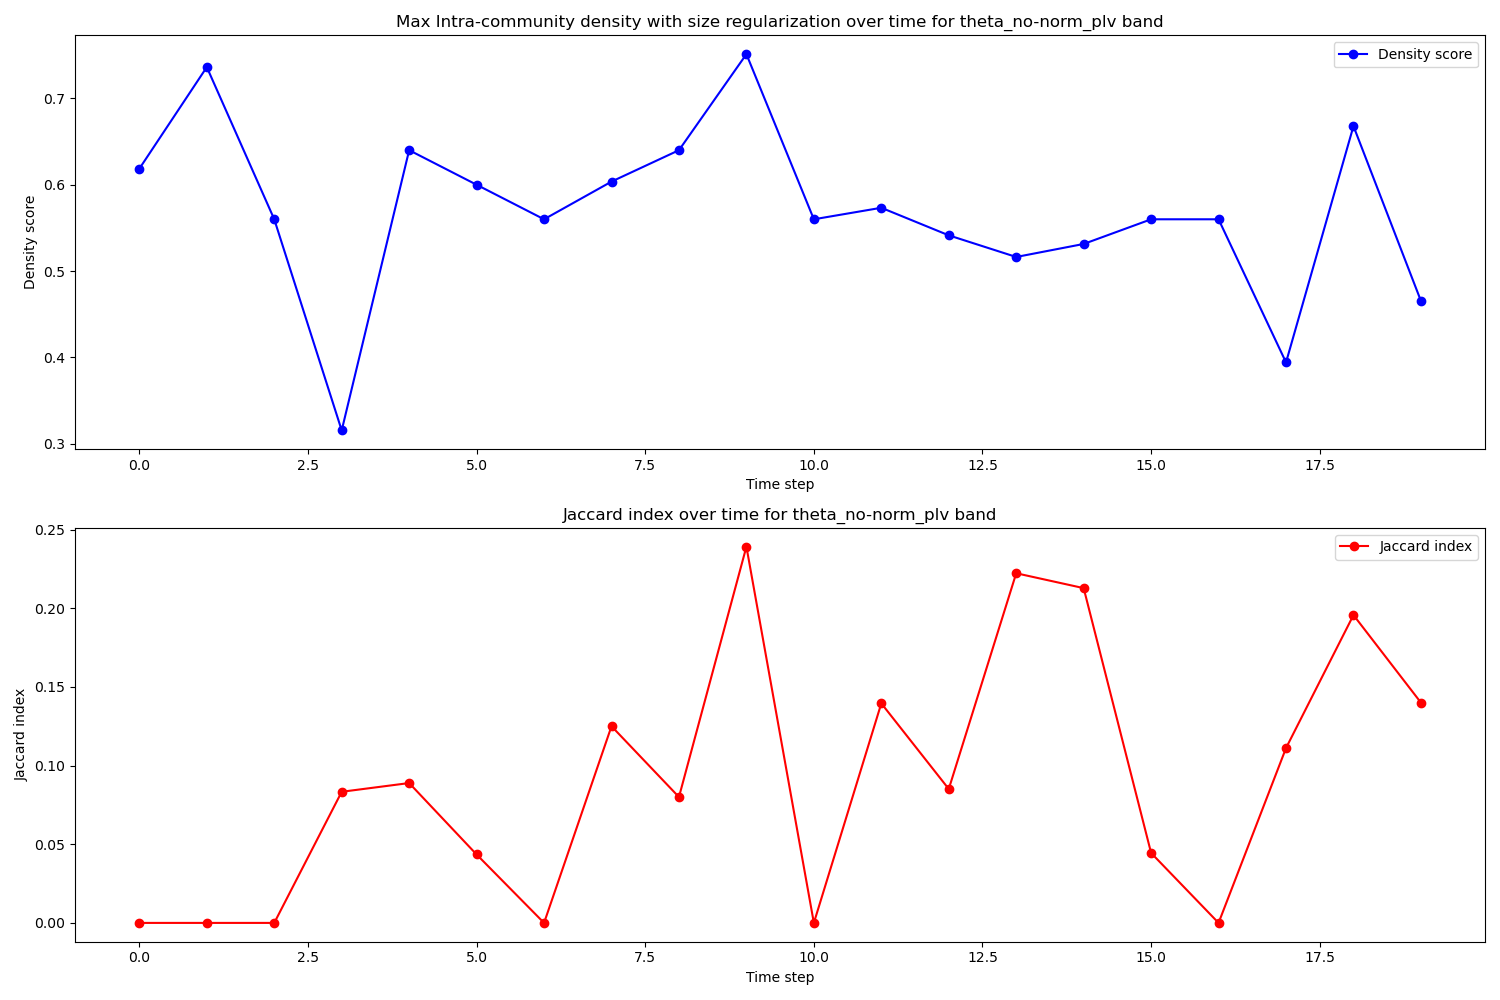 Max Intra-community density with size regularization over time for theta_no-norm_plv band
Density score
0.7
0.6
0.5
0.4
0.3
Density score
0.0 2.5 5.0 7.5 10.0 12.5 15.0 17.5
Time step
Jaccard index over time for theta_no-norm_plv band
Jaccard index
0.25
0.20
0.15
0.10
0.05
0.00
Jaccard index
0.0 2.5 5.0 7.5 10.0 12.5 15.0 17.5
Time step